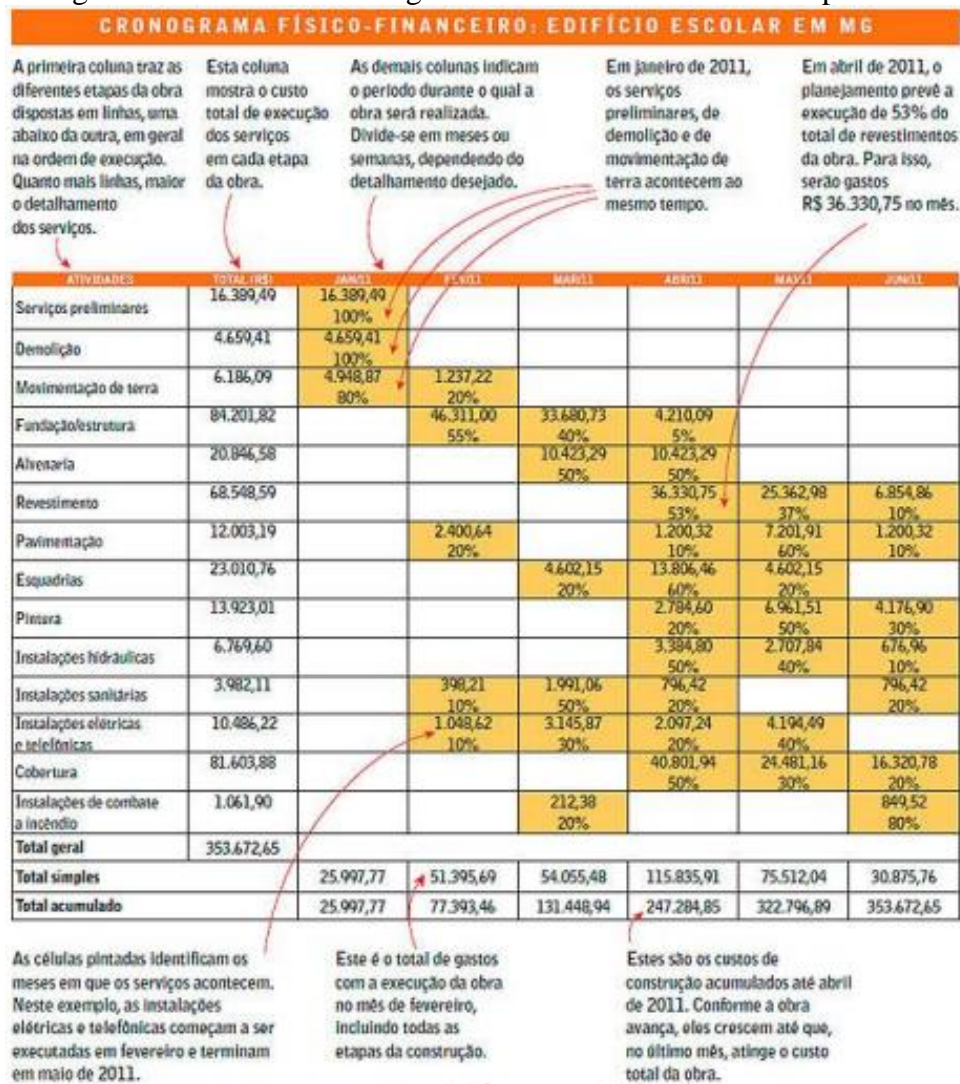 CRONOGRAMA FÍSICO-FINANCEIRO: EDIFÍCIO ESCOLAR EM MG
A primeira coluna traz as
diferentes etapas da obra
dispostas em linhas, uma
abaixo da outra, em geral
na ordem de execução.
Quanto mais linhas, maior
o detalhamento
dos serviços.
Esta coluna
mostra o custo
total de execução
dos serviços
em cada etapa
da obra.
As demais colunas indicam
o período durante o qual a
obra será realizada.
Divide-se em meses ou
semanas, dependendo do
detalhamento desejado.
Em janeiro de 2011,
os serviços
preliminares, de
demolição e de
movimentação de
terra acontecem ao
mesmo tempo.
Em abril de 2011, o
planejamento prevê a
execução de 53% do
total de revestimentos
da obra. Para isso,
serão gastos
R$ 36.330,75 no mês.
ATIVIDADES TOTAL (R$) JAN/11 FEV/11 MAR/11 ABR/11 MAI/11 JUN/11
Serviços preliminares 16.389,49 16.389,49
100%
Demolição 4.659,41 4.659,41
100%
Movimentação de terra 6.186,09 4.948,87 1.237,22
80% 20%
Fundação/estrutura 84.201,82 46.311,00 33.680,73 4.210,09
55% 40% 5%
Alvenaria 20.846,58 10.423,29 10.423,29
50% 50%
Revestimento 68.548,59 36.330,75 25.362,98 6.854,86
53% 37% 10%
Pavimentação 12.003,19 2.400,64 1.200,32 7.201,91 1.200,32
20% 10% 60% 10%
Esquadrias 23.010,76 4.602,15 13.806,46 4.602,15
20% 60% 20%
Pintura 13.923,01 2.784,60 6.961,51 4.176,90
20% 50% 30%
Instalações hidráulicas 6.769,60 3.384,80 2.707,84 676,96
50% 40% 10%
Instalações sanitárias 3.982,11 398,21 1.991,06 796,42 796,42
10% 50% 20% 20%
Instalações elétricas 10.486,22 1.048,62 3.145,87 2.097,24 4.194,49
e telefônicas 10% 30% 20% 40%
Cobertura 81.603,88 40.801,94 24.481,16 16.320,78
50% 30% 20%
Instalações de combate 1.061,90 212,38 849,52
a incêndio 20% 80%
Total geral 353.672,65
Total simples 25.997,77 51.395,69 54.055,48 115.835,91 75.512,04 30.875,76
Total acumulado 25.997,77 77.393,46 131.448,94 247.284,85 322.796,89 353.672,65
As células pintadas identificam os
meses em que os serviços acontecem.
Neste exemplo, as instalações
elétricas e telefônicas começam a ser
executadas em fevereiro e terminam
em maio de 2011.
Este é o total de gastos
com a execução da obra
no mês de fevereiro,
incluindo todas as
etapas da construção.
Estes são os custos de
construção acumulados até abril
de 2011. Conforme a obra
avança, eles crescem até que,
no último mês, atinge o custo
total da obra.